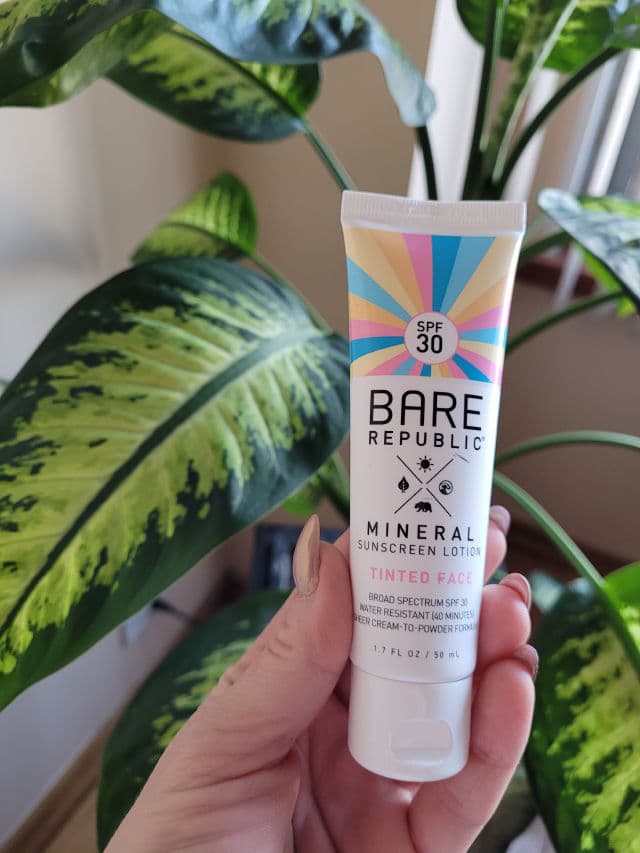 SPF
30
BARE
REPUBLIC®
MINERAL
SUNSCREEN LOTION
TINTED FACE
BROAD SPECTRUM SPF 30
WATER RESISTANT (40 MINUTES)
SHEER CREAM-TO-POWDER FORMULA
1.7 FL OZ / 50 mL